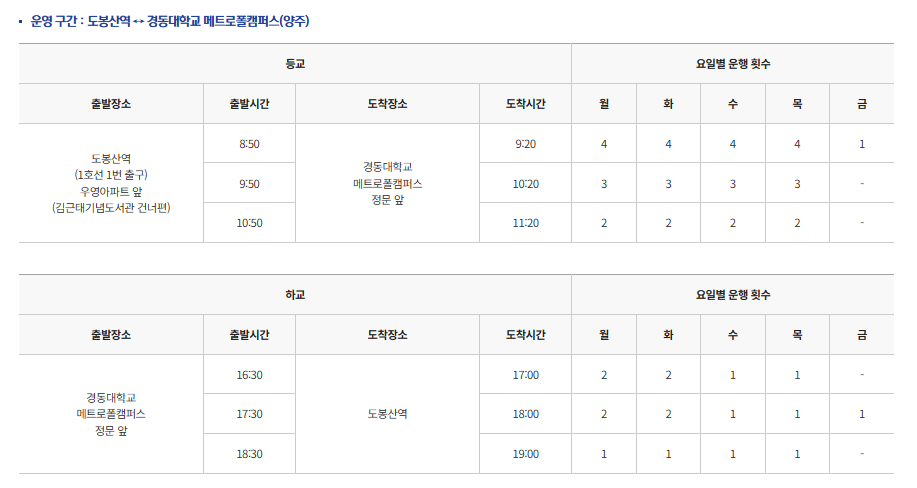 ▪ 운영 구간 : 도봉산역 ↔ 경동대학교 메트로폴캠퍼스(양주)
등교 요일별 운행 횟수
출발장소 출발시간 도착장소 도착시간 월 화 수 목 금
도봉산역
(1호선 1번 출구)
우영아파트 앞
(김근태기념도서관 건너편)
경동대학교
메트로폴캠퍼스
정문 앞
8:50 9:20 4 4 4 4 1
9:50 10:20 3 3 3 3 -
10:50 11:20 2 2 2 2 -
하교 요일별 운행 횟수
출발장소 출발시간 도착장소 도착시간 월 화 수 목 금
경동대학교
메트로폴캠퍼스
정문 앞
도봉산역
16:30 17:00 2 2 1 1 -
17:30 18:00 2 2 1 1 1
18:30 19:00 1 1 1 1 -